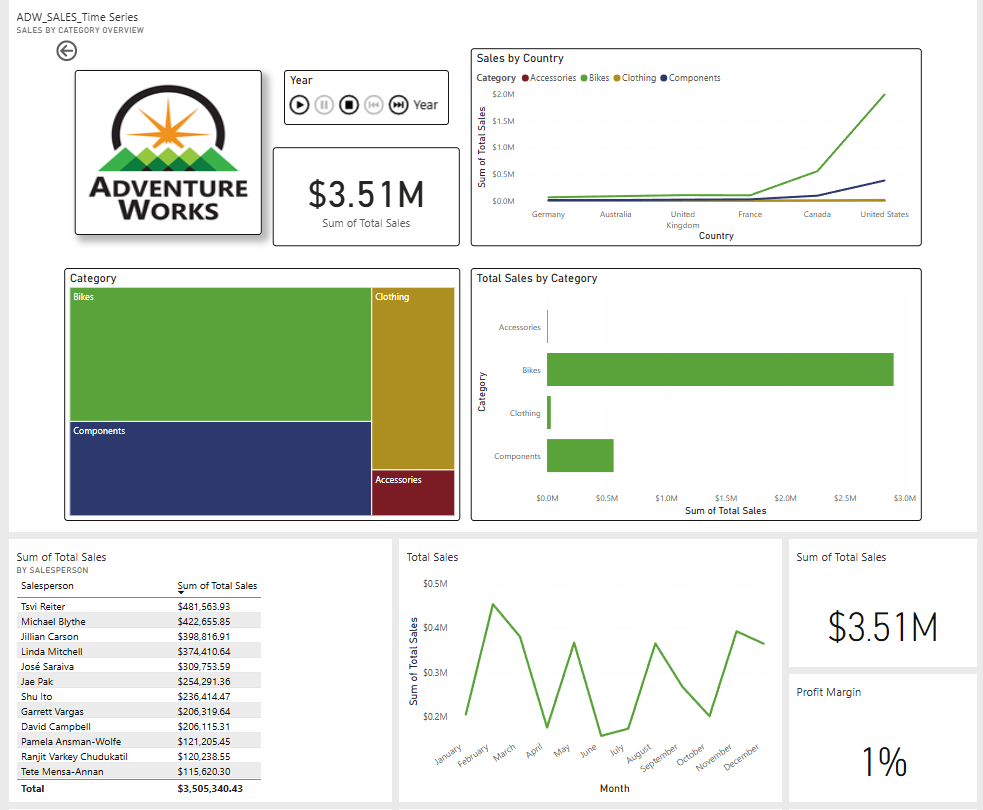 ADW_SALES_Time Series
SALES BY CATEGORY OVERVIEW
ADVENTURE
WORKS
Year
Year
$3.51M
Sum of Total Sales
Sales by Country
Category Accessories Bikes Clothing Components
Sum of Total Sales
$2.0M
$1.5M
$1.0M
$0.5M
$0.0M
Germany Australia United Kingdom France Canada United States
Country
Category
Bikes
Clothing
Components
Accessories
Total Sales by Category
Category
Accessories
Bikes
Clothing
Components
$0.0M $0.5M $1.0M $1.5M $2.0M $2.5M $3.0M
Sum of Total Sales
Sum of Total Sales
BY SALESPERSON
Salesperson Sum of Total Sales
Tsvi Reiter $481,563.93
Michael Blythe $422,655.85
Jillian Carson $398,816.91
Linda Mitchell $374,410.64
José Saraiva $309,753.59
Jae Pak $254,291.36
Shu Ito $236,414.47
Garrett Vargas $206,319.64
David Campbell $206,115.31
Pamela Ansman-Wolfe $121,205.45
Ranjit Varkey Chudukatil $120,238.55
Tete Mensa-Annan $115,620.30
Total $3,505,340.43
Total Sales
Sum of Total Sales
$0.5M
$0.4M
$0.3M
$0.2M
January February March April May June July August September October November December
Month
Sum of Total Sales
$3.51M
Profit Margin
1%